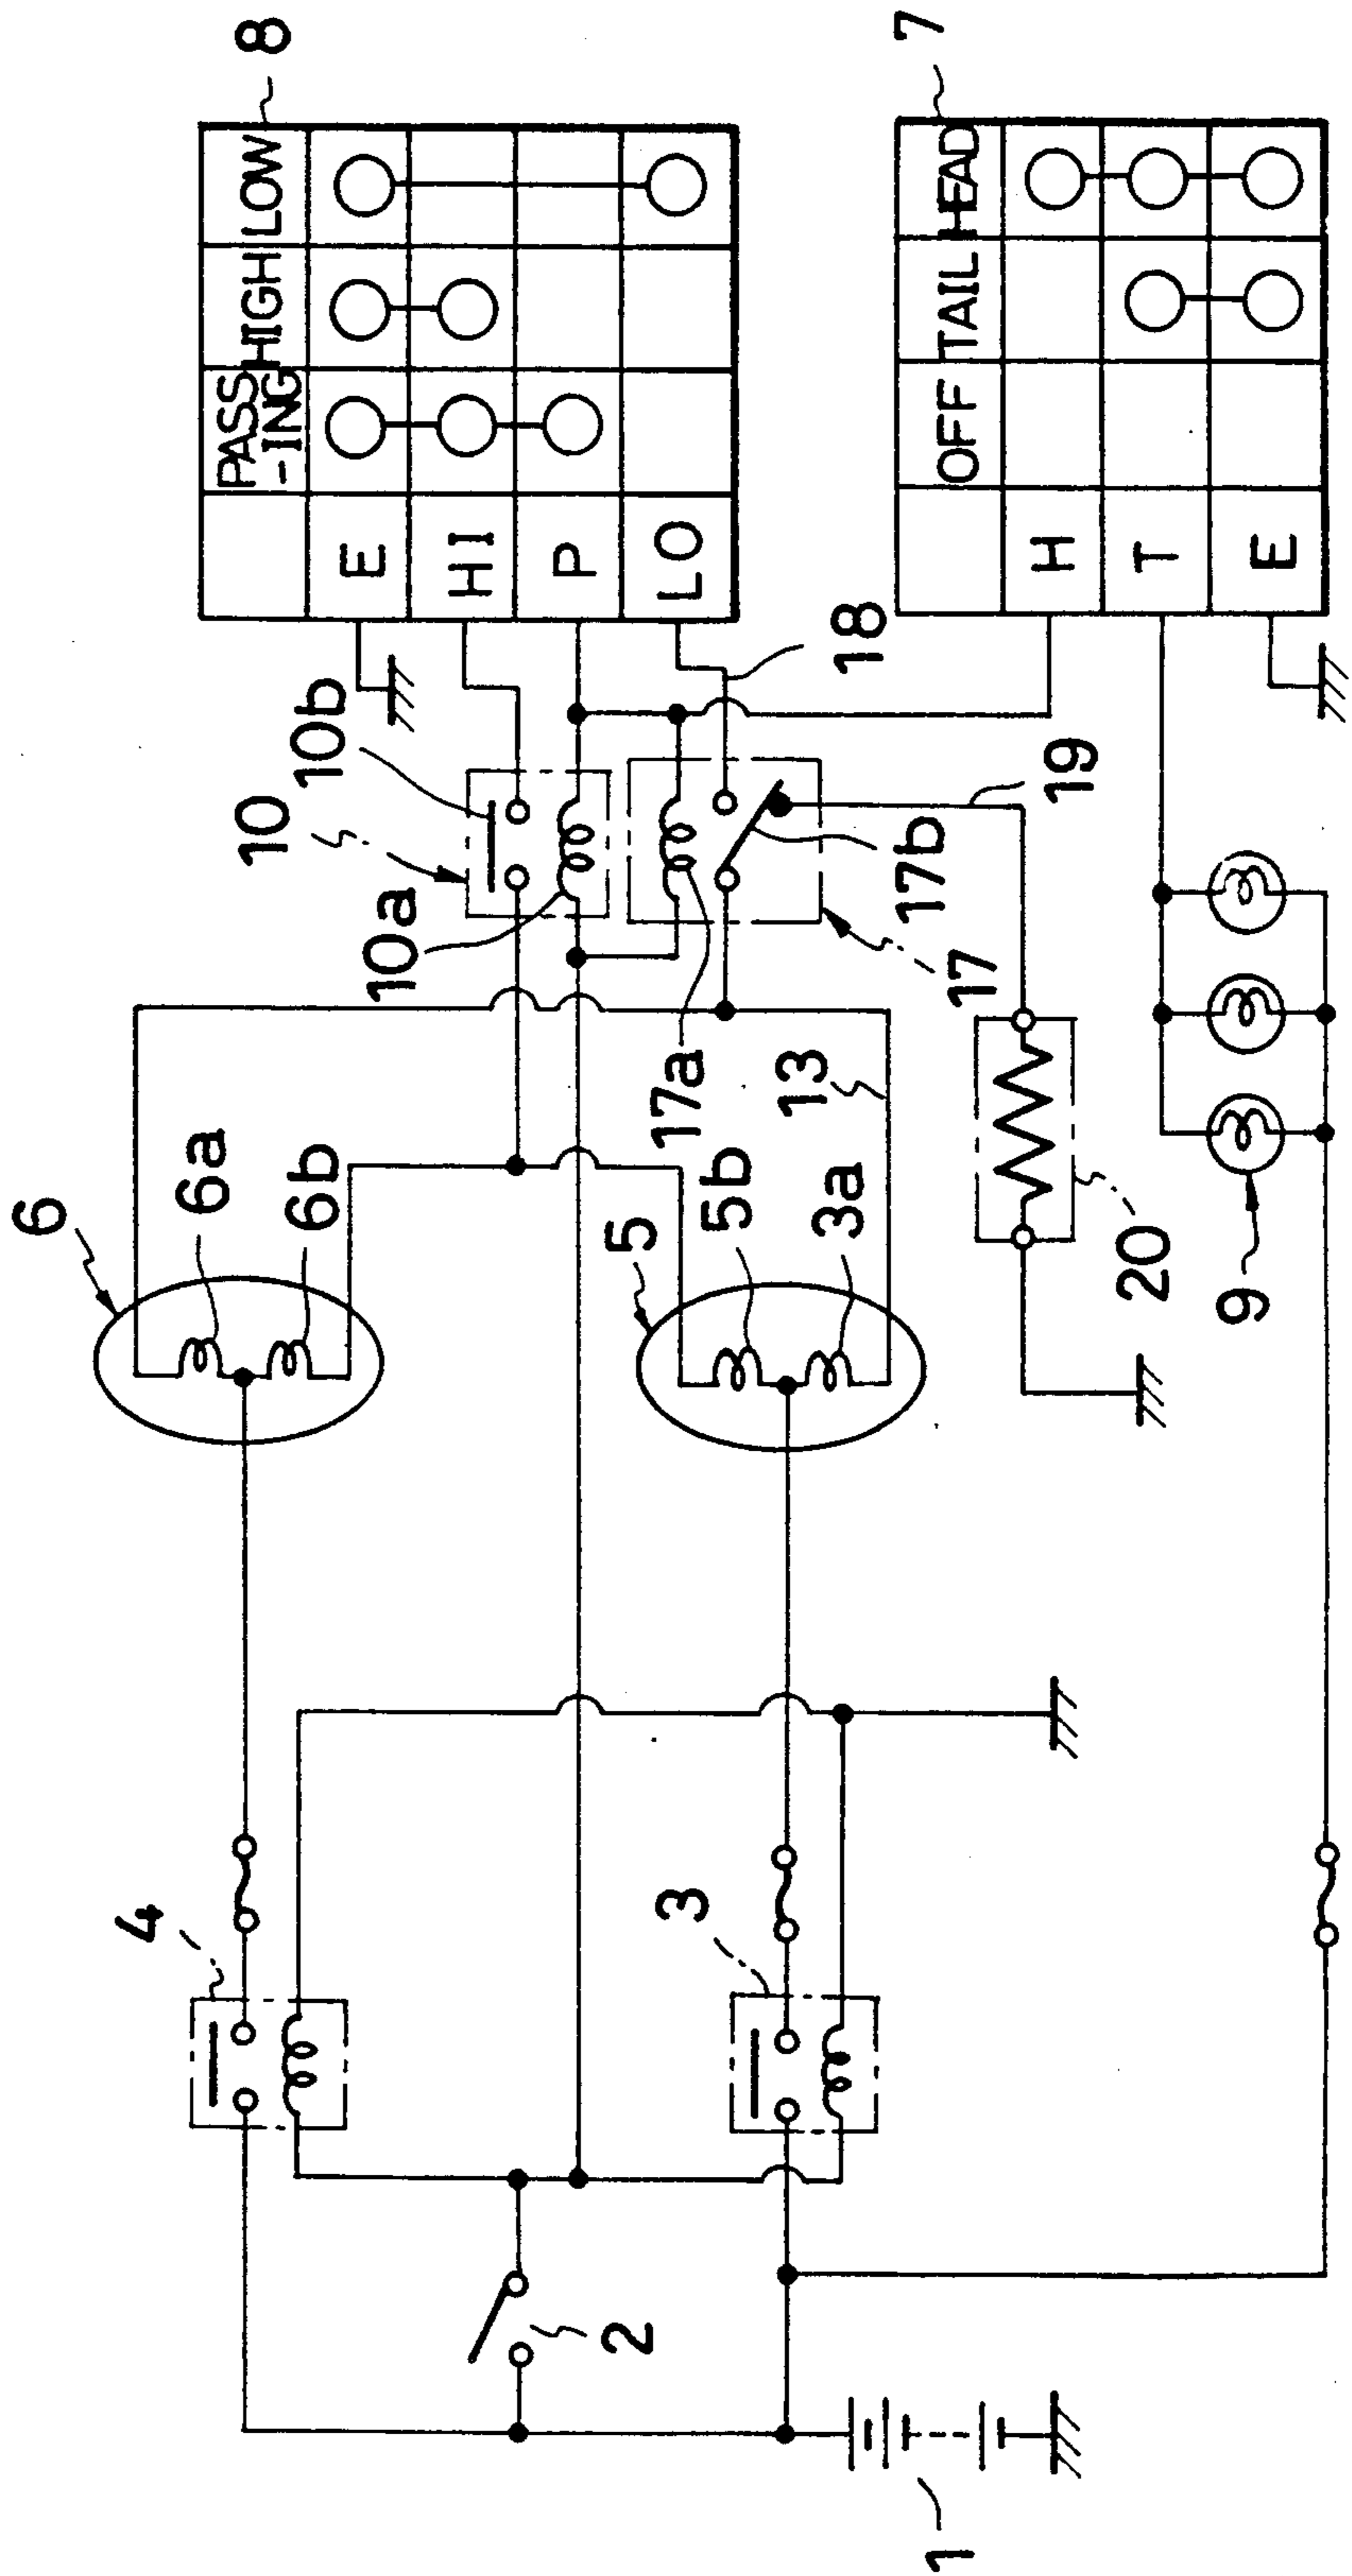 8
PASS HIGH LOW
-ING
E
HI
P
LO
7
OFF TAIL HEAD
H
T
E
10b
10
10a
18
19
17b
17
17a
13
6
6a
6b
5
5b
3a
20
9
4
3
2
1